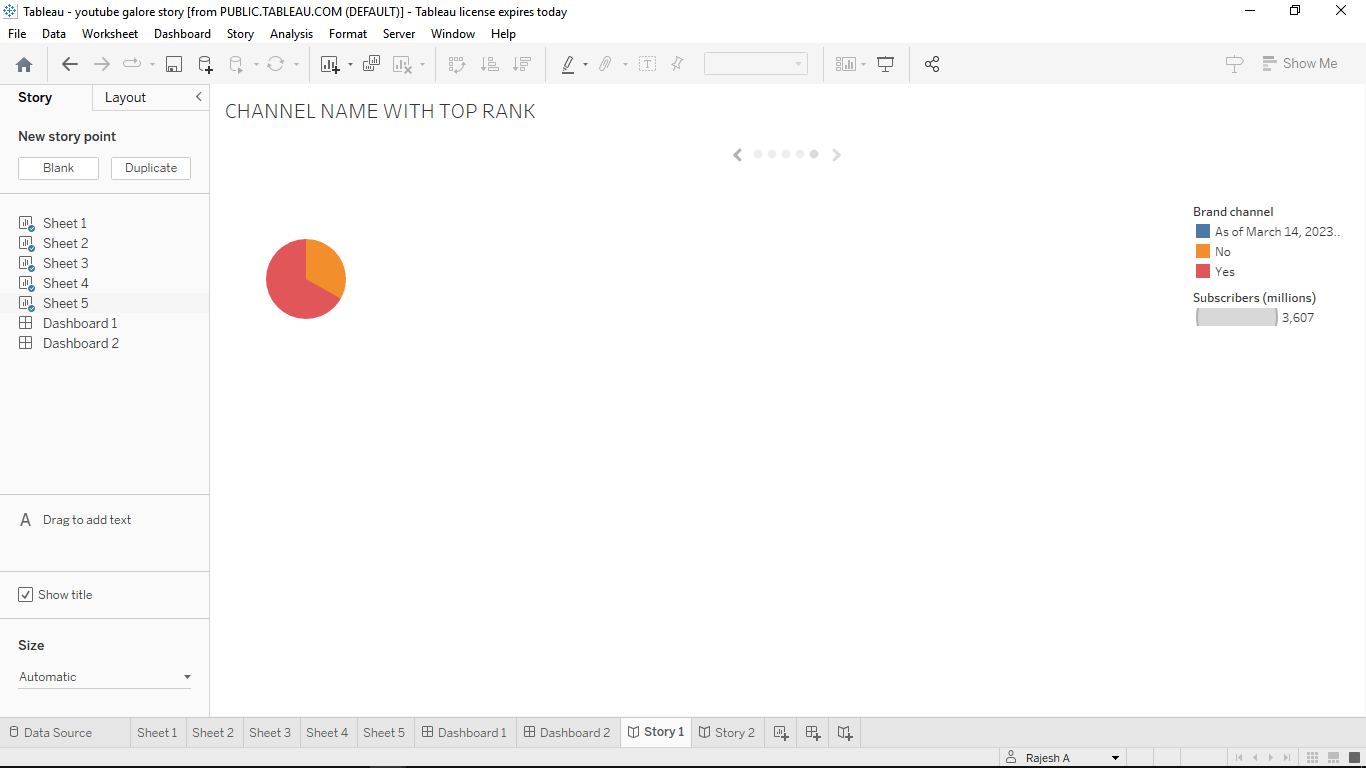 Tableau - youtube galore story [from PUBLIC.TABLEAU.COM (DEFAULT)] - Tableau license expires today
File Data Worksheet Dashboard Story Analysis Format Server Window Help
Show Me
Story Layout
CHANNEL NAME WITH TOP RANK
New story point
Blank Duplicate
Sheet 1
Sheet 2
Sheet 3
Sheet 4
Sheet 5
Dashboard 1
Dashboard 2
Brand channel
As of March 14, 2023..
No
Yes
Subscribers (millions)
3,607
A Drag to add text
Show title
Size
Automatic
Data Source Sheet 1 Sheet 2 Sheet 3 Sheet 4 Sheet 5 Dashboard 1 Dashboard 2 Story 1 Story 2
Rajesh A